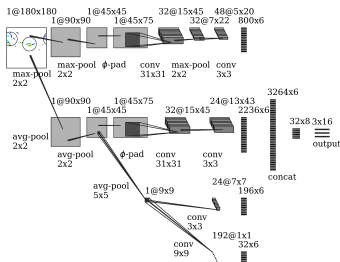 1@180x180
1@90x90
1@45x45
1@45x75
32@15x45
32@7x22
48@5x20
800x6
max-pool
2x2
max-pool
2x2
ϕ-pad
conv
31x31
max-pool
2x2
conv
3x3
3264x6
1@90x90
1@45x45
1@45x75
32@15x45
24@13x43
2236x6
32x8
3x16
output
avg-pool
2x2
avg-pool
2x2
ϕ-pad
conv
31x31
conv
3x3
concat
avg-pool
5x5
1@9x9
24@7x7
196x6
conv
3x3
192@1x1
32x6
conv
9x9